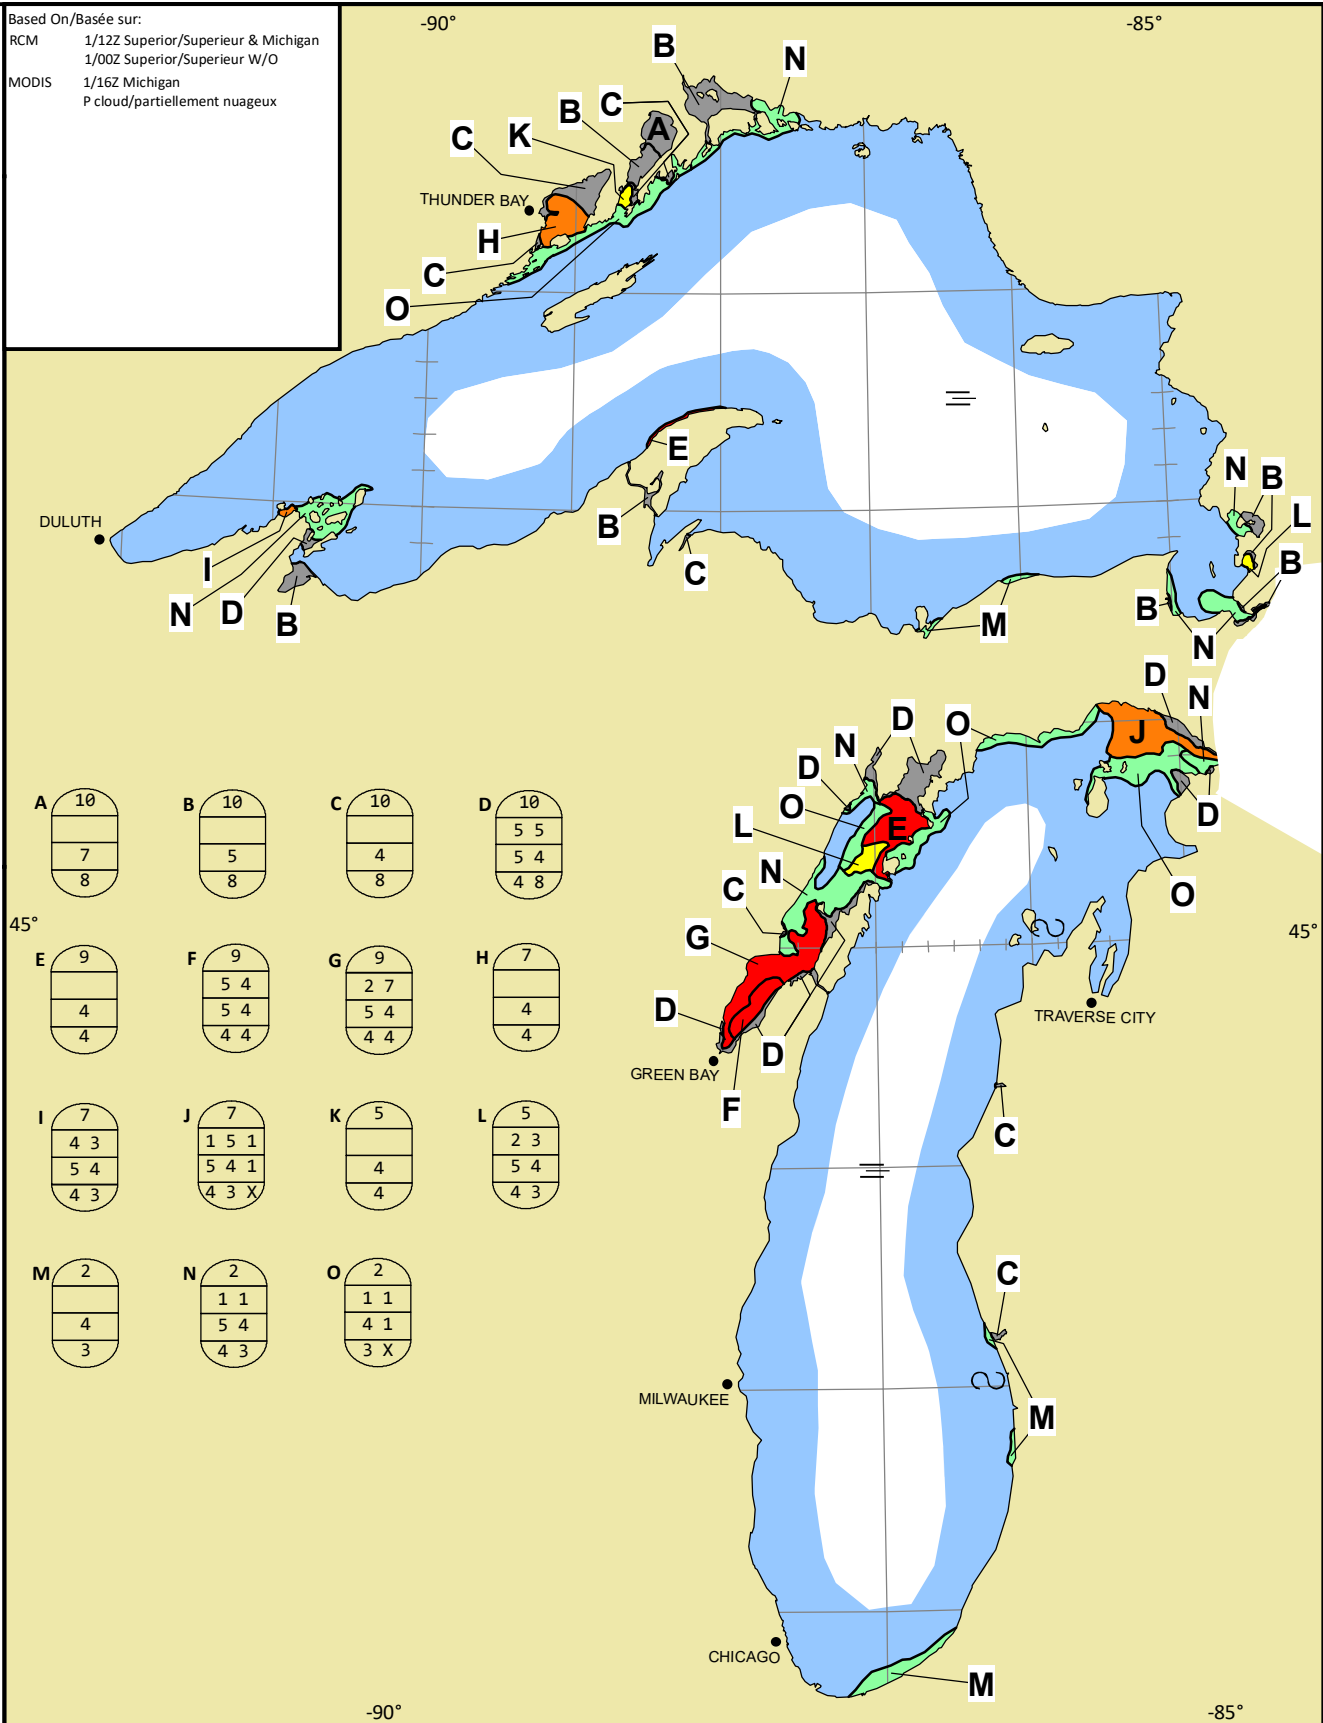 Based On/Basée sur:
RCM 1/12Z Superior/Superieur & Michigan
1/00Z Superior/Superieur W/O
MODIS 1/16Z Michigan
P cloud/partiellement nuageux
-90° -85°
B
N
C
B
A
K
C
THUNDER BAY
H
C
O
E
N
B
L
DULUTH
B
I
C
B
N
D
B
B
M
N
D
N
D
O
N
J
D
O
E
D
L
N
O
C
45° 45°
G
D
TRAVERSE CITY
D
GREEN BAY
F
C
C
MILWAUKEE
M
CHICAGO
M
A 10
7
8
B 10
5
8
C 10
4
8
D 10
5 5
5 4
4 8
E 9
4
4
F 9
5 4
5 4
4 4
G 9
2 7
5 4
4 4
H 7
4
4
I 7
4 3
5 4
4 3
J 7
1 5 1
5 4 1
4 3 X
K 5
4
4
L 5
2 3
5 4
4 3
M 2
4
3
N 2
1 1
5 4
4 3
O 2
1 1
4 1
3 X
-90° -85°